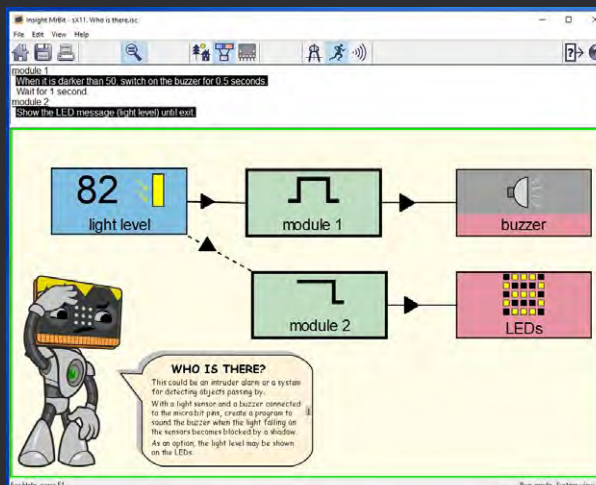 Insight MrBit - sX11. Who is there.isc
File Edit View Help
module 1
When it is darker than 50, switch on the buzzer for 0.5 seconds
Wait for 1 second.
module 2
Show the LED message (light level) until exit.
82
light level
module 1
buzzer
module 2
LEDs
WHO IS THERE?
This could be an intruder alarm or a system
for detecting objects passing by.
With a light sensor and a buzzer connected
to the micro:bit pins, create a program to
sound the buzzer when the light falling on
the sensors becomes blocked by a shadow.
As an option, the light level may be shown
on the LEDs.